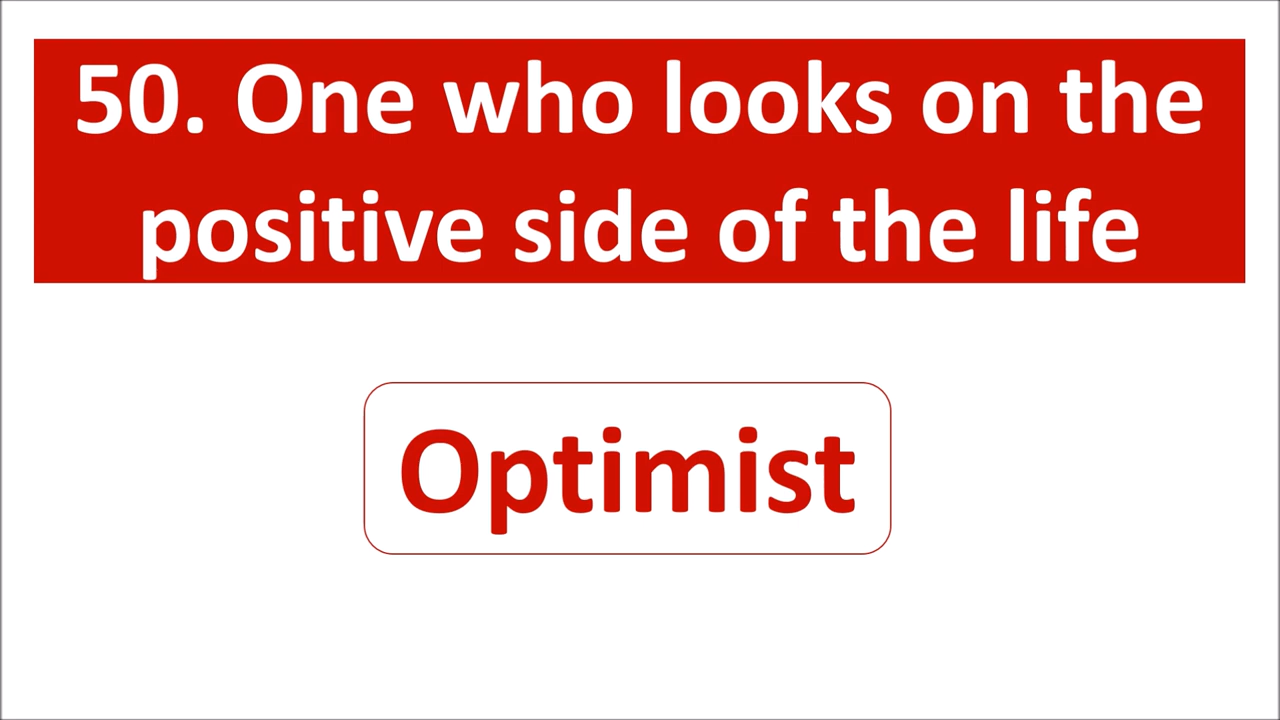 50. One who looks on the
positive side of the life
Optimist